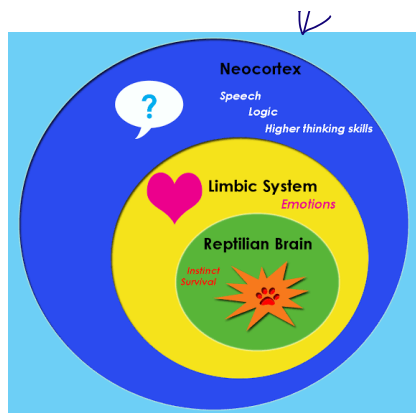 Neocortex
Speech
Logic
Higher thinking skills
?
Limbic System
Emotions
Reptilian Brain
Instinct
Survival